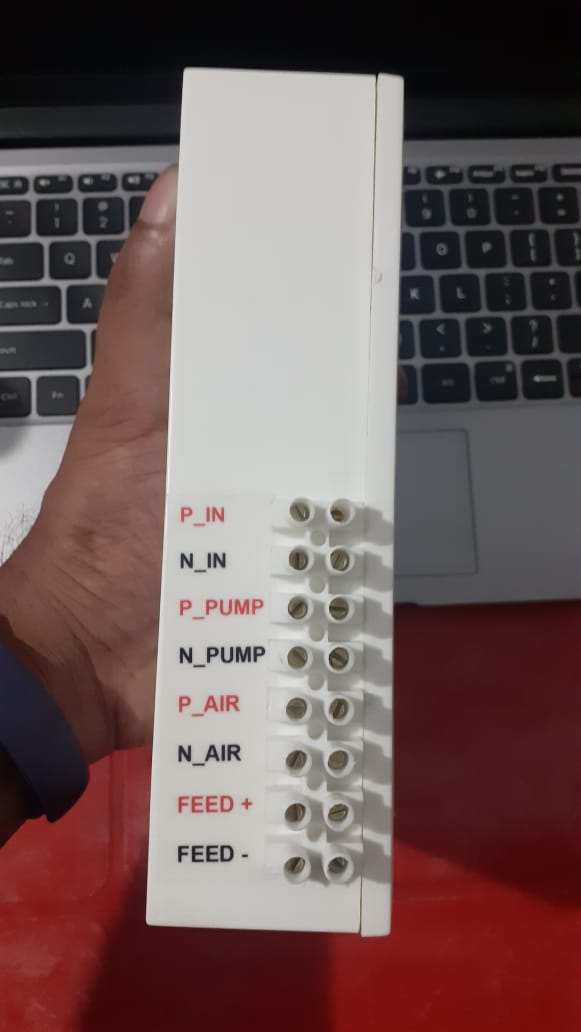 P_IN
N_IN
P_PUMP
N_PUMP
P_AIR
N_AIR
FEED +
FEED -